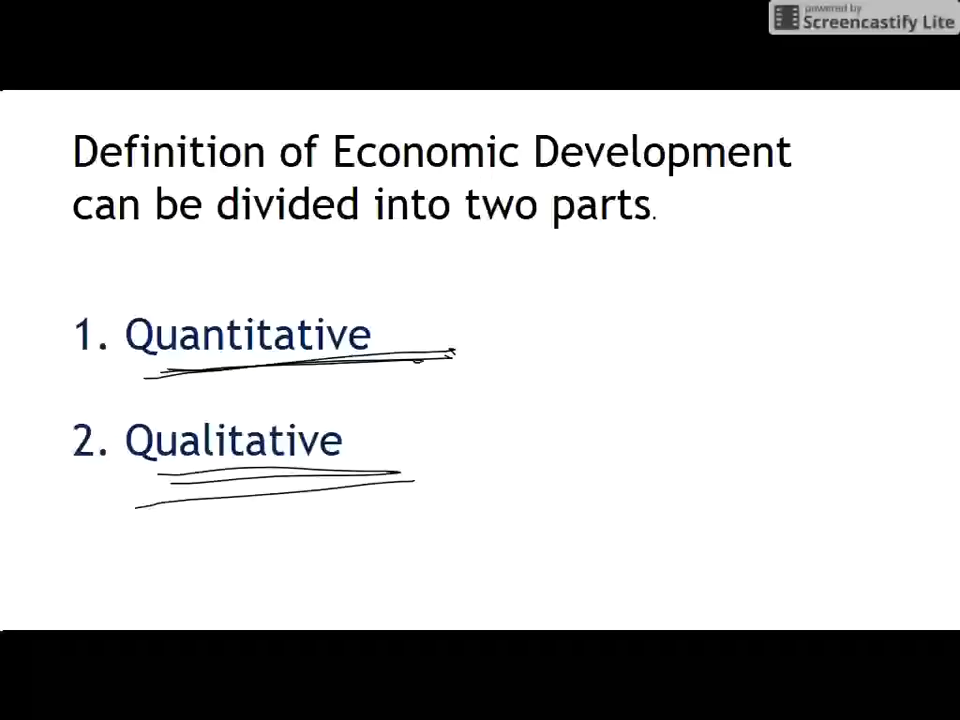 powered by
Screencastify Lite
Definition of Economic Development
can be divided into two parts.
1. Quantitative
2. Qualitative